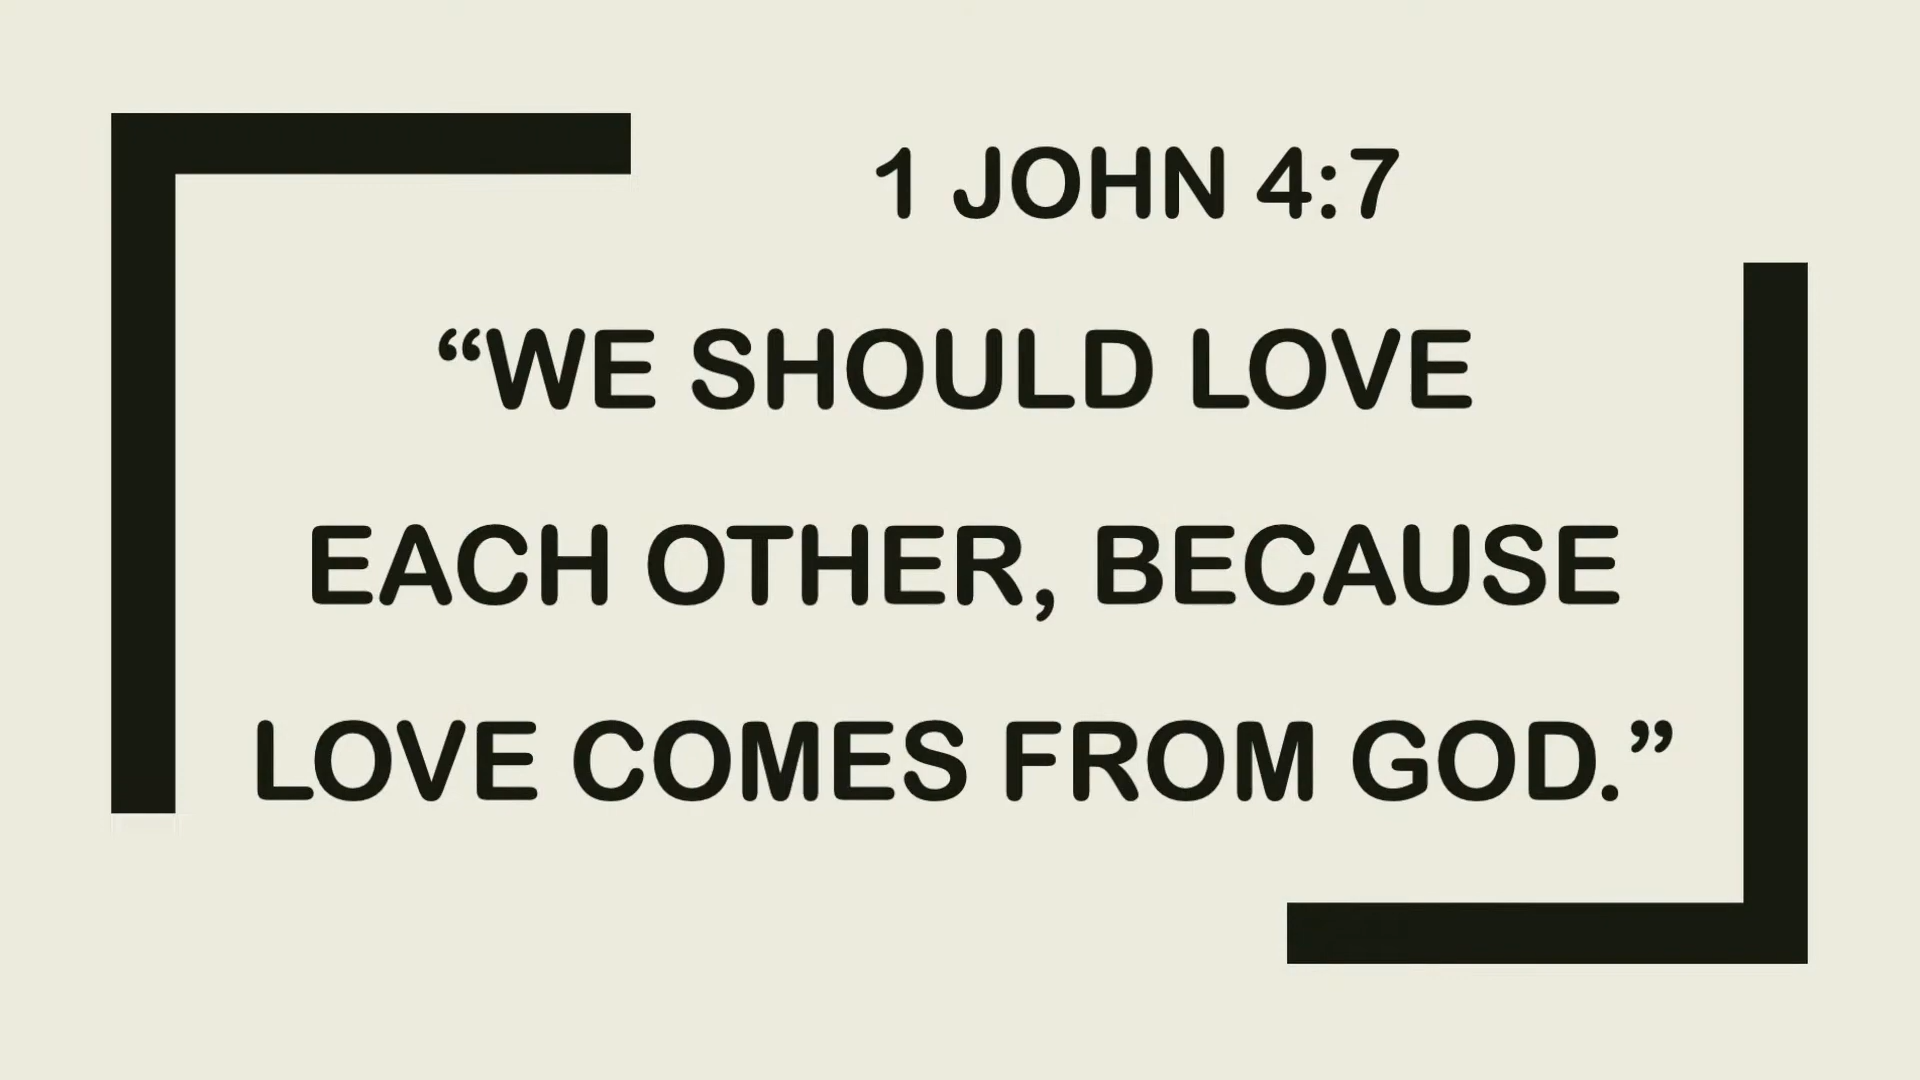 1 JOHN 4:7
“WE SHOULD LOVE
EACH OTHER, BECAUSE
LOVE COMES FROM GOD.”